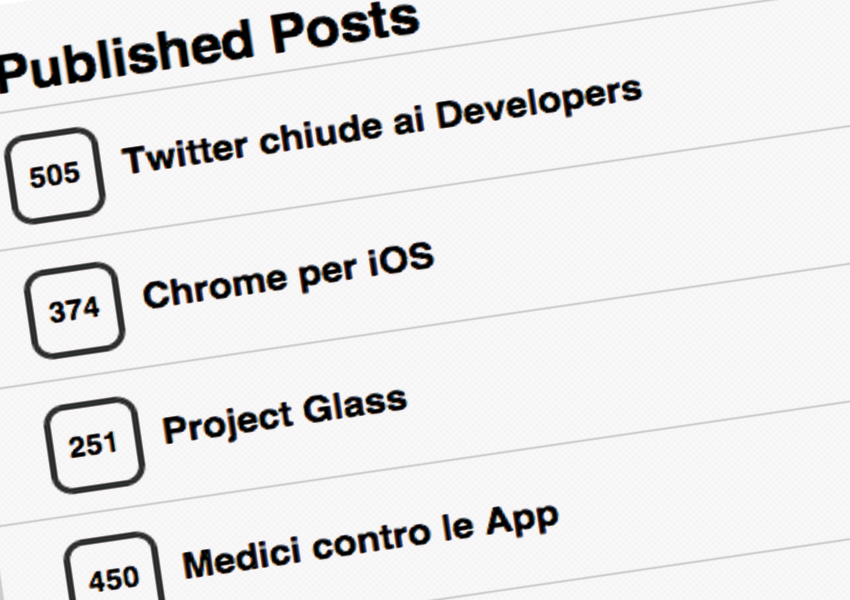 Published Posts
505 Twitter chiude ai Developers
374 Chrome per iOS
251 Project Glass
450 Medici contro le App